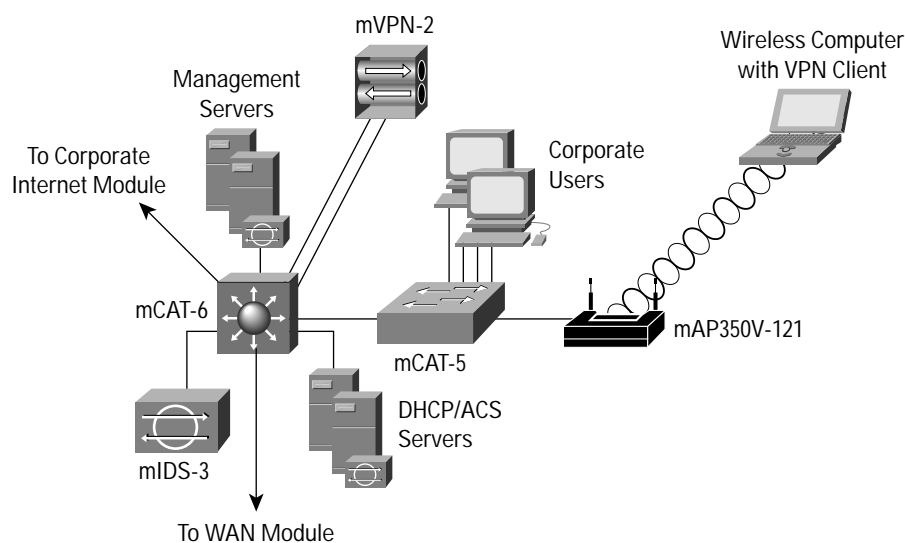 mVPN-2
Wireless Computer
with VPN Client
Management
Servers
To Corporate
Internet Module
Corporate
Users
mCAT-6
mAP350V-121
mCAT-5
DHCP/ACS
Servers
mIDS-3
To WAN Module